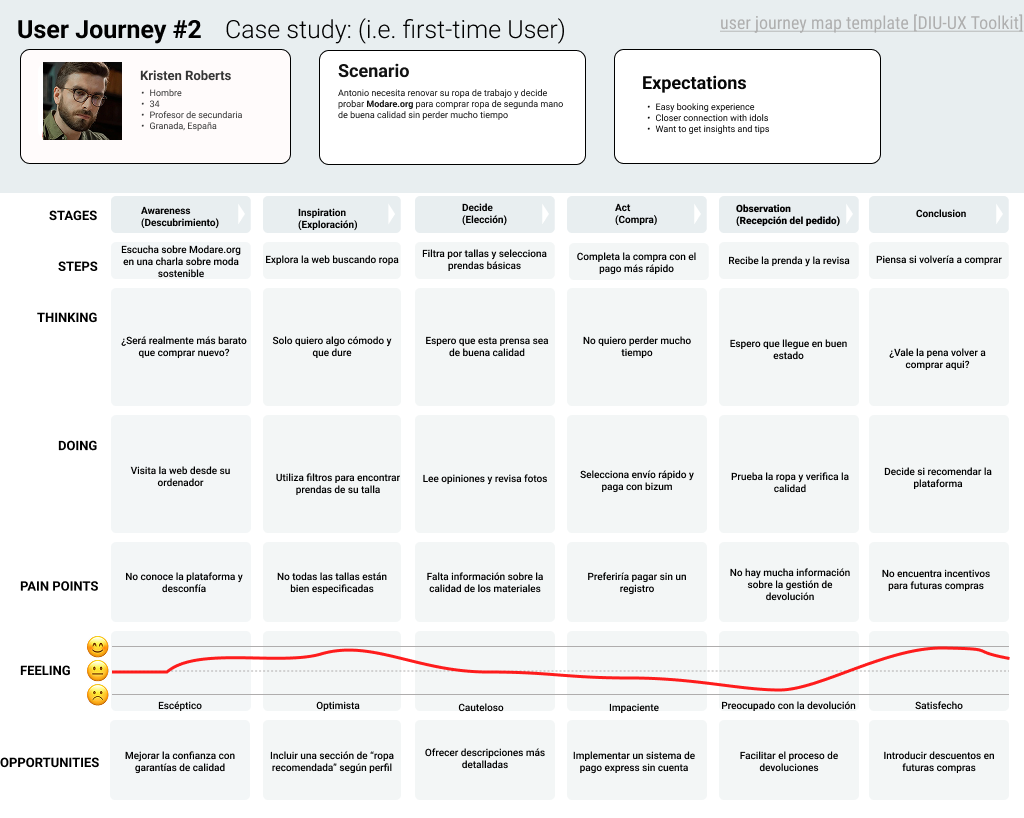 User Journey #2 Case study: (i.e. first-time User)
user journey map template [DIU-UX Toolkit]
Kristen Roberts
• Hombre
• 34
• Profesor de secundaria
• Granada, España
Scenario
Antonio necesita renovar su ropa de trabajo y decide
probar Modare.org para comprar ropa de segunda mano
de buena calidad sin perder mucho tiempo
Expectations
• Easy booking experience
• Closer connection with idols
• Want to get insights and tips
STAGES
Awareness
(Descubrimiento)
Inspiration
(Exploración)
Decide
(Elección)
Act
(Compra)
Observation
(Recepción del pedido)
Conclusion
STEPS
Escucha sobre Modare.org
en una charla sobre moda
sostenible
Explora la web buscando ropa
Filtra por tallas y selecciona
prendas básicas
Completa la compra con el
pago más rápido
Recibe la prenda y la revisa
Piensa si volvería a comprar
THINKING
¿Será realmente más barato
que comprar nuevo?
Solo quiero algo cómodo y
que dure
Espero que esta prensa sea
de buena calidad
No quiero perder mucho
tiempo
Espero que llegue en buen
estado
¿Vale la pena volver a
comprar aqui?
DOING
Visita la web desde su
ordenador
Utiliza filtros para encontrar
prendas de su talla
Lee opiniones y revisa fotos
Selecciona envío rápido y
paga con bizum
Prueba la ropa y verifica la
calidad
Decide si recomendar la
plataforma
PAIN POINTS
No conoce la plataforma y
desconfía
No todas las tallas están
bien especificadas
Falta información sobre la
calidad de los materiales
Preferiría pagar sin un
registro
No hay mucha información
sobre la gestión de
devolución
No encuentra incentivos
para futuras compras
FEELING
Escéptico
Optimista
Cauteloso
Impaciente
Preocupado con la devolución
Satisfecho
OPPORTUNITIES
Mejorar la confianza con
garantías de calidad
Incluir una sección de “ropa
recomendada” según perfil
Ofrecer descripciones más
detalladas
Implementar un sistema de
pago express sin cuenta
Facilitar el proceso de
devoluciones
Introducir descuentos en
futuras compras